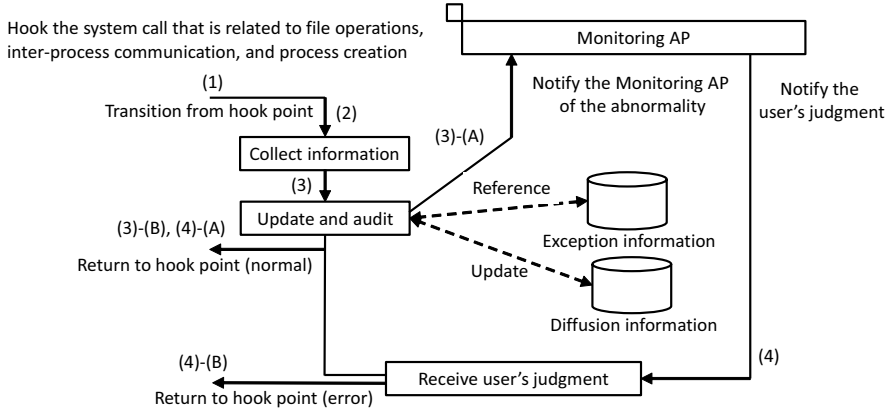 Hook the system call that is related to file operations,
inter-process communication, and process creation
Monitoring AP
(1)
Transition from hook point
(2)
Notify the Monitoring AP
of the abnormality
Notify the
user's judgment
Collect information
(3)-(A)
(3)
Reference
Update and audit
(3)-(B), (4)-(A)
Exception information
Return to hook point (normal)
Update
Diffusion information
(4)-(B)
(4)
Receive user's judgment
Return to hook point (error)